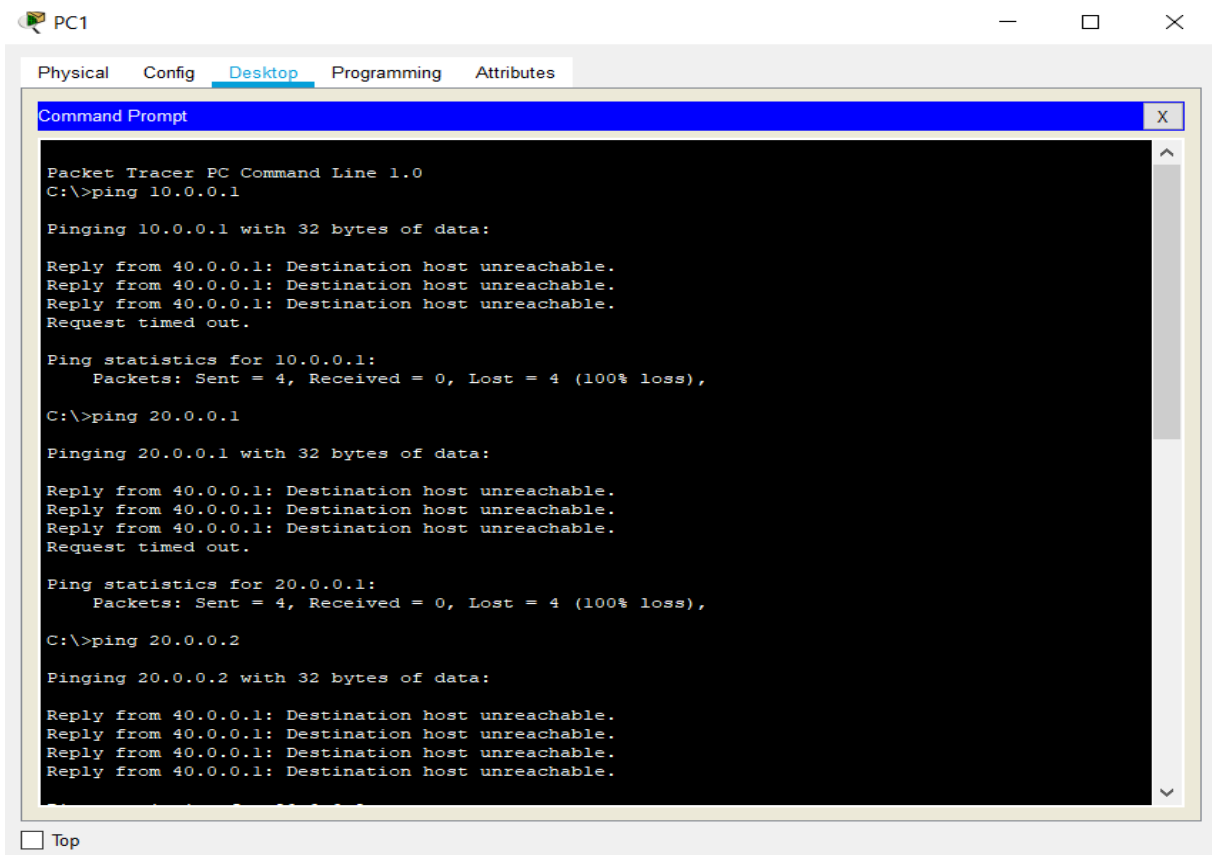 PC1
Physical Config Desktop Programming Attributes
Command Prompt
X
Packet Tracer PC Command Line 1.0
C:\>ping 10.0.0.1
Pinging 10.0.0.1 with 32 bytes of data:
Reply from 40.0.0.1: Destination host unreachable.
Reply from 40.0.0.1: Destination host unreachable.
Reply from 40.0.0.1: Destination host unreachable.
Request timed out.
Ping statistics for 10.0.0.1:
    Packets: Sent = 4, Received = 0, Lost = 4 (100% loss),
C:\>ping 20.0.0.1
Pinging 20.0.0.1 with 32 bytes of data:
Reply from 40.0.0.1: Destination host unreachable.
Reply from 40.0.0.1: Destination host unreachable.
Reply from 40.0.0.1: Destination host unreachable.
Request timed out.
Ping statistics for 20.0.0.1:
    Packets: Sent = 4, Received = 0, Lost = 4 (100% loss),
C:\>ping 20.0.0.2
Pinging 20.0.0.2 with 32 bytes of data:
Reply from 40.0.0.1: Destination host unreachable.
Reply from 40.0.0.1: Destination host unreachable.
Reply from 40.0.0.1: Destination host unreachable.
Reply from 40.0.0.1: Destination host unreachable.
Top